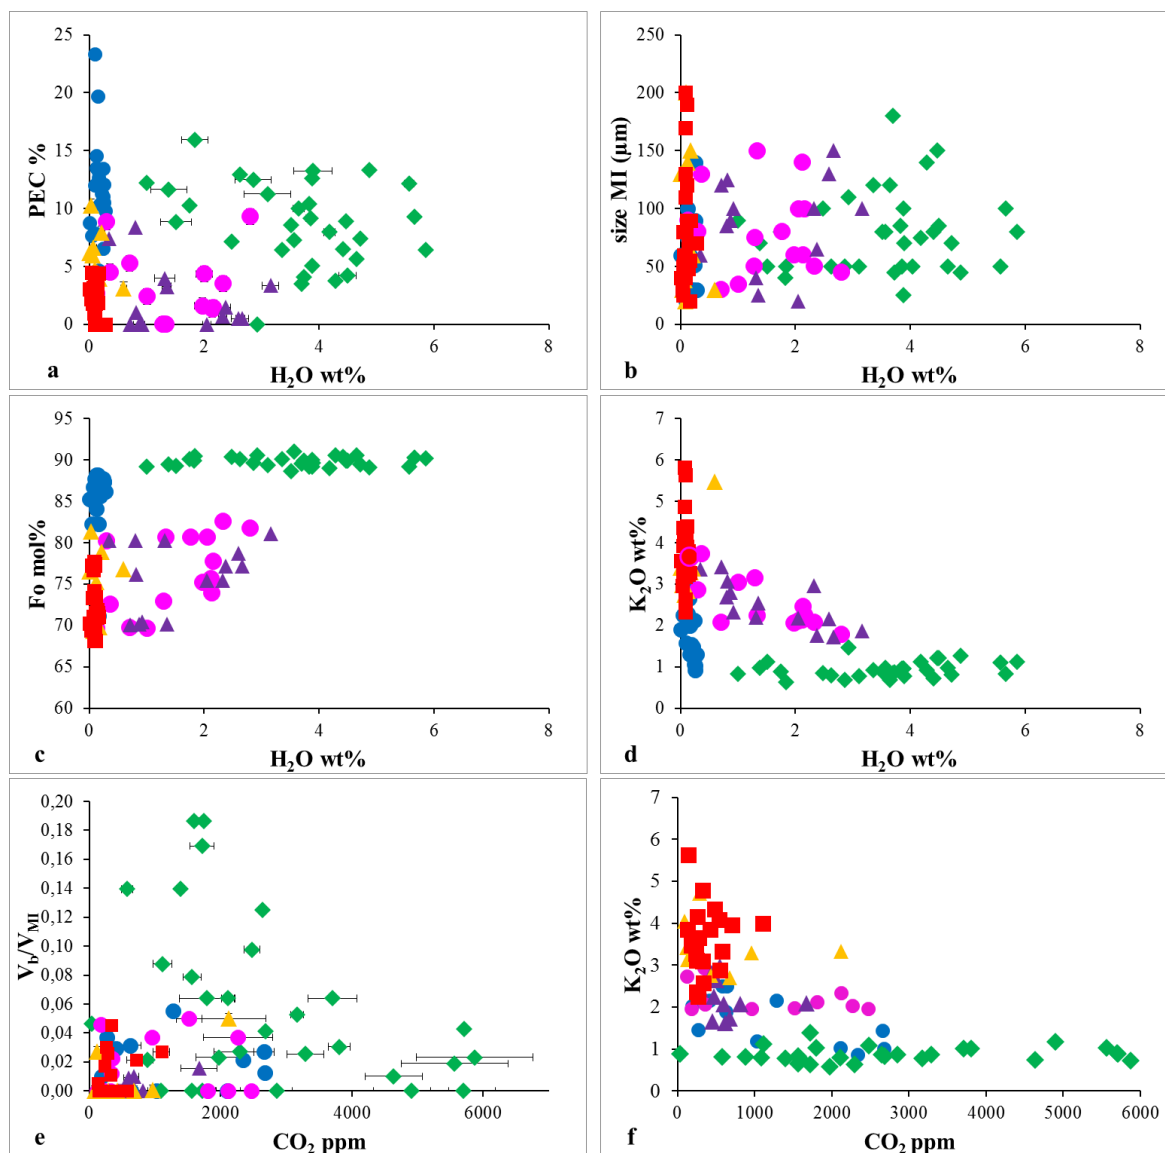 25
20
15
10
5
0
PEC %
0 2 4 6 8
a
H₂O wt%
250
200
150
100
50
0
size MI (µm)
0 2 4 6 8
b
H₂O wt%
95
90
85
80
75
70
65
60
Fo mol%
0 2 4 6 8
c
H₂O wt%
7
6
5
4
3
2
1
0
K₂O wt%
0 2 4 6 8
d
H₂O wt%
0,20
0,18
0,16
0,14
0,12
0,10
0,08
0,06
0,04
0,02
0,00
V_b/V_MI
0 2000 4000 6000
e
CO₂ ppm
7
6
5
4
3
2
1
0
K₂O wt%
0 1000 2000 3000 4000 5000 6000
f
CO₂ ppm